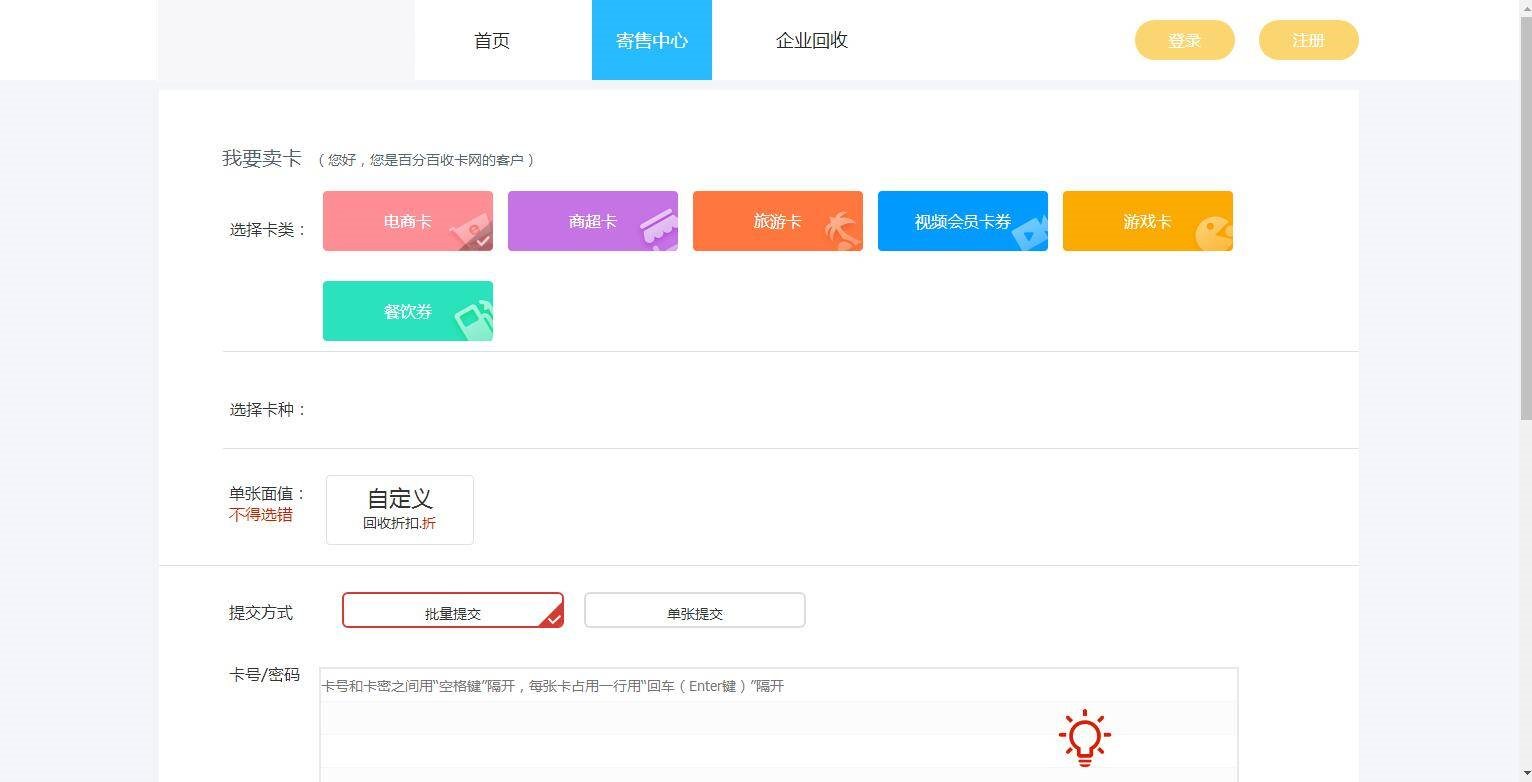 首页
寄售中心
企业回收
登录
注册
我要卖卡 （您好，您是百分百收卡网的客户）
选择卡类：
电商卡
商超卡
旅游卡
视频会员卡券
游戏卡
餐饮券
选择卡种：
单张面值：
不得选错
自定义
回收折扣.折
提交方式
批量提交
单张提交
卡号/密码
卡号和卡密之间用“空格键”隔开，每张卡占用一行用“回车（Enter键）”隔开